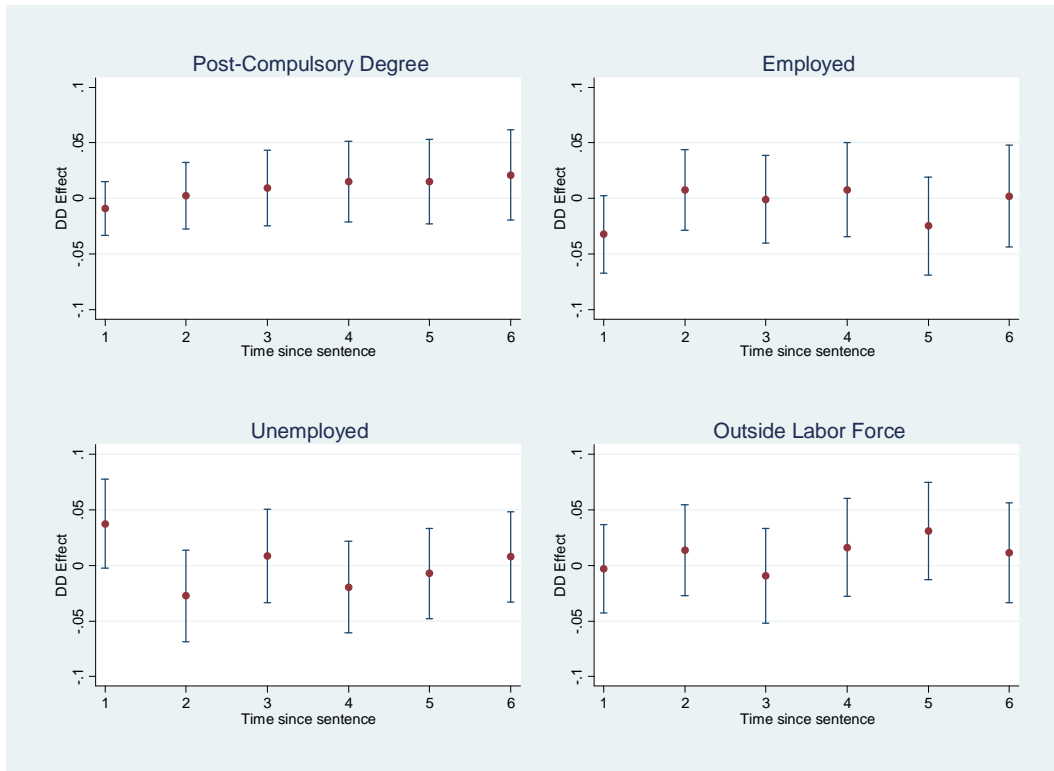 Post-Compulsory Degree
DD Effect
.1
.05
0
-.05
-.1
1 2 3 4 5 6
Time since sentence
Employed
DD Effect
.1
.05
0
-.05
-.1
1 2 3 4 5 6
Time since sentence
Unemployed
DD Effect
.1
.05
0
-.05
-.1
1 2 3 4 5 6
Time since sentence
Outside Labor Force
DD Effect
.1
.05
0
-.05
-.1
1 2 3 4 5 6
Time since sentence